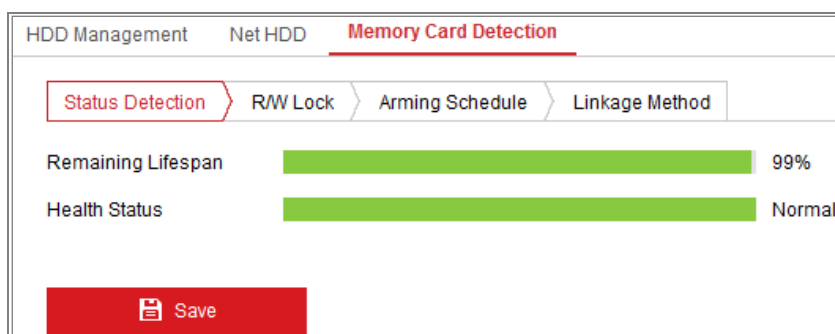 HDD Management Net HDD Memory Card Detection
Status Detection R/W Lock Arming Schedule Linkage Method
Remaining Lifespan 99%
Health Status Normal
Save